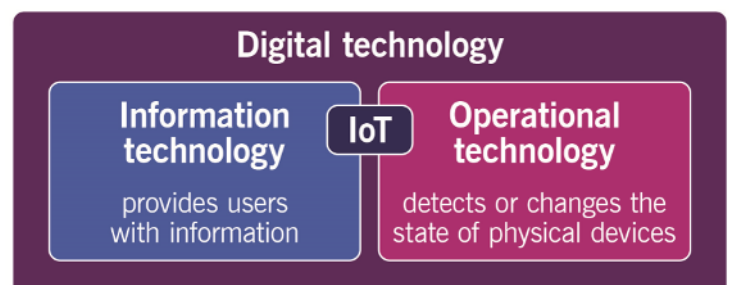 Digital technology
Information
technology
provides users
with information
IoT
Operational
technology
detects or changes the
state of physical devices